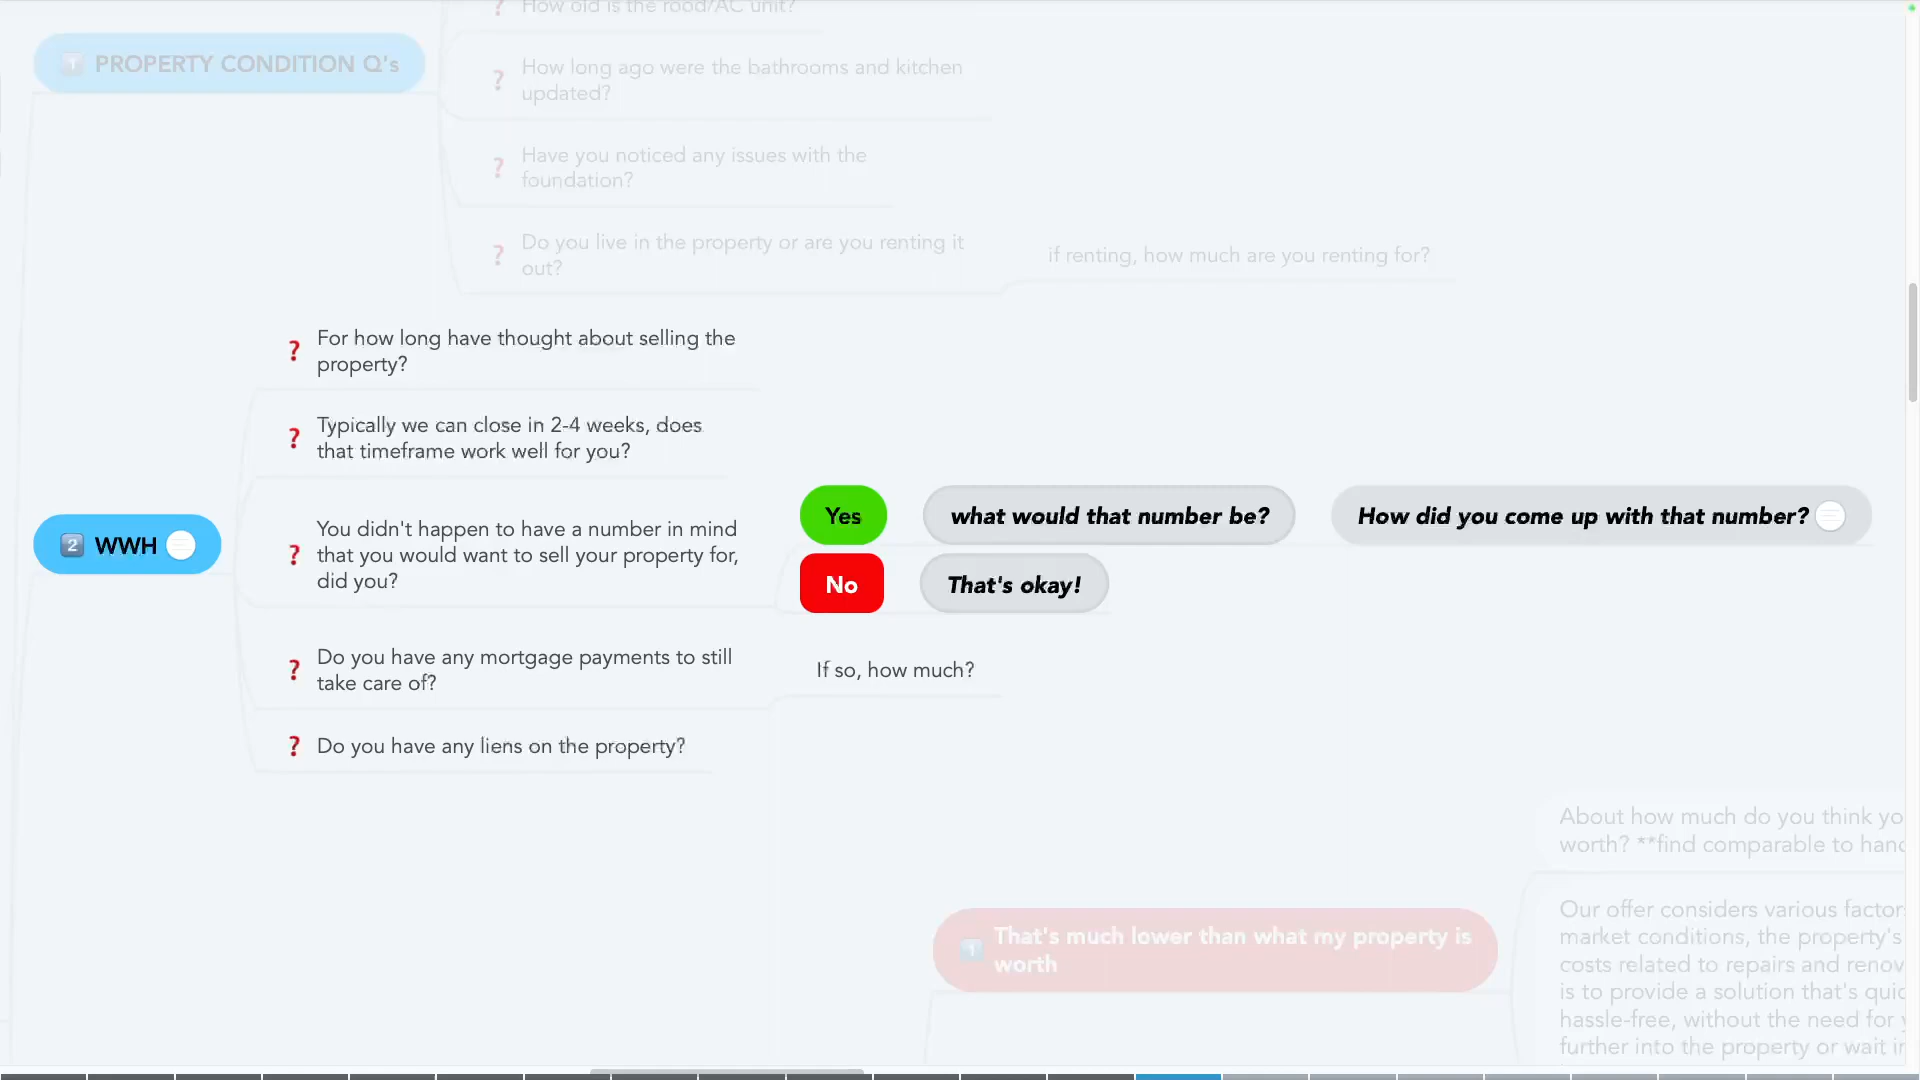 How old is the rood/AC unit?
PROPERTY CONDITION Q's
How long ago were the bathrooms and kitchen
updated?
Have you noticed any issues with the
foundation?
Do you live in the property or are you renting it
out?
if renting, how much are you renting for?
For how long have thought about selling the
property?
Typically we can close in 2-4 weeks, does
that timeframe work well for you?
2 WWH
You didn't happen to have a number in mind
that you would want to sell your property for,
did you?
Yes
what would that number be?
How did you come up with that number?
No
That's okay!
Do you have any mortgage payments to still
take care of?
If so, how much?
Do you have any liens on the property?
1 That's much lower than what my property is
worth
About how much do you think yo
worth? **find comparable to hand
Our offer considers various factor
market conditions, the property's
costs related to repairs and renov
is to provide a solution that's quic
hassle-free, without the need for y
further into the property or wait in